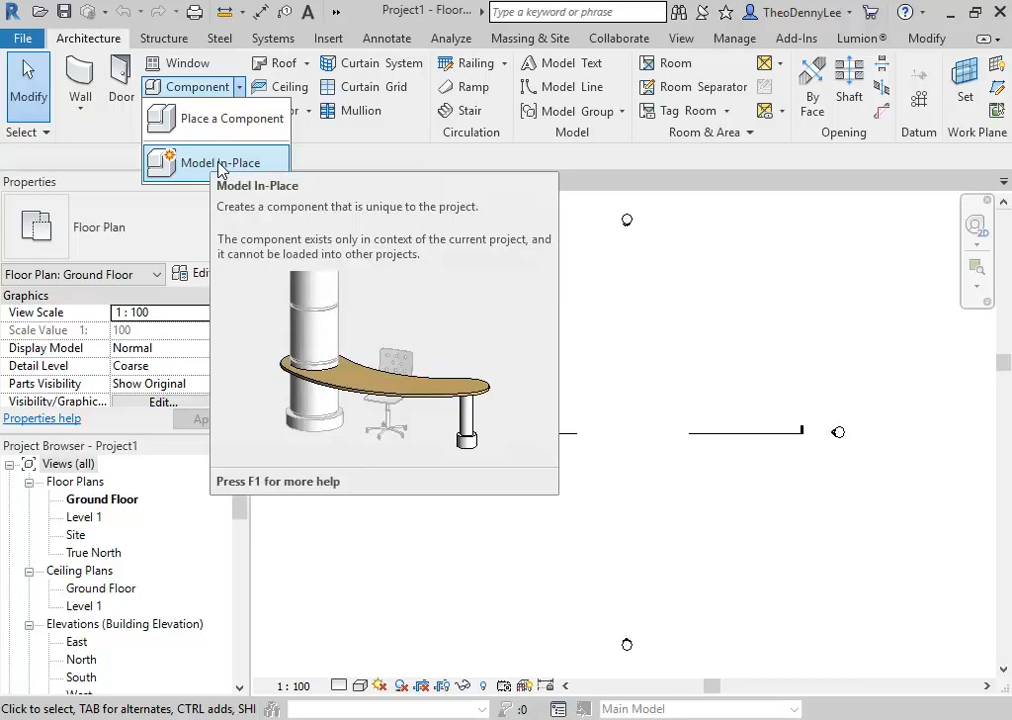 Project1 - Floor...
Type a keyword or phrase
TheoDennyLee
File Architecture Structure Steel Systems Insert Annotate Analyze Massing & Site Collaborate View Manage Add-Ins Lumion® Modify
Modify
Wall
Door
Window
Component
Roof
Ceiling
Curtain System
Curtain Grid
Mullion
Railing
Ramp
Stair
Model Text
Model Line
Model Group
Room
Room Separator
Tag Room
By Face
Shaft
Set
Select
Circulation
Model
Room & Area
Opening
Datum
Work Plane
Place a Component
Model In-Place
Model In-Place
Creates a component that is unique to the project.
The component exists only in context of the current project, and
it cannot be loaded into other projects.
Press F1 for more help
Properties
Floor Plan
Floor Plan: Ground Floor
Graphics
View Scale 1 : 100
Scale Value 1: 100
Display Model Normal
Detail Level Coarse
Parts Visibility Show Original
Visibility/Graphic... Edit...
Properties help
Project Browser - Project1
Views (all)
Floor Plans
Ground Floor
Level 1
Site
True North
Ceiling Plans
Ground Floor
Level 1
Elevations (Building Elevation)
East
North
South
2D
1 : 100
Click to select, TAB for alternates, CTRL adds, SHI
:0
Main Model